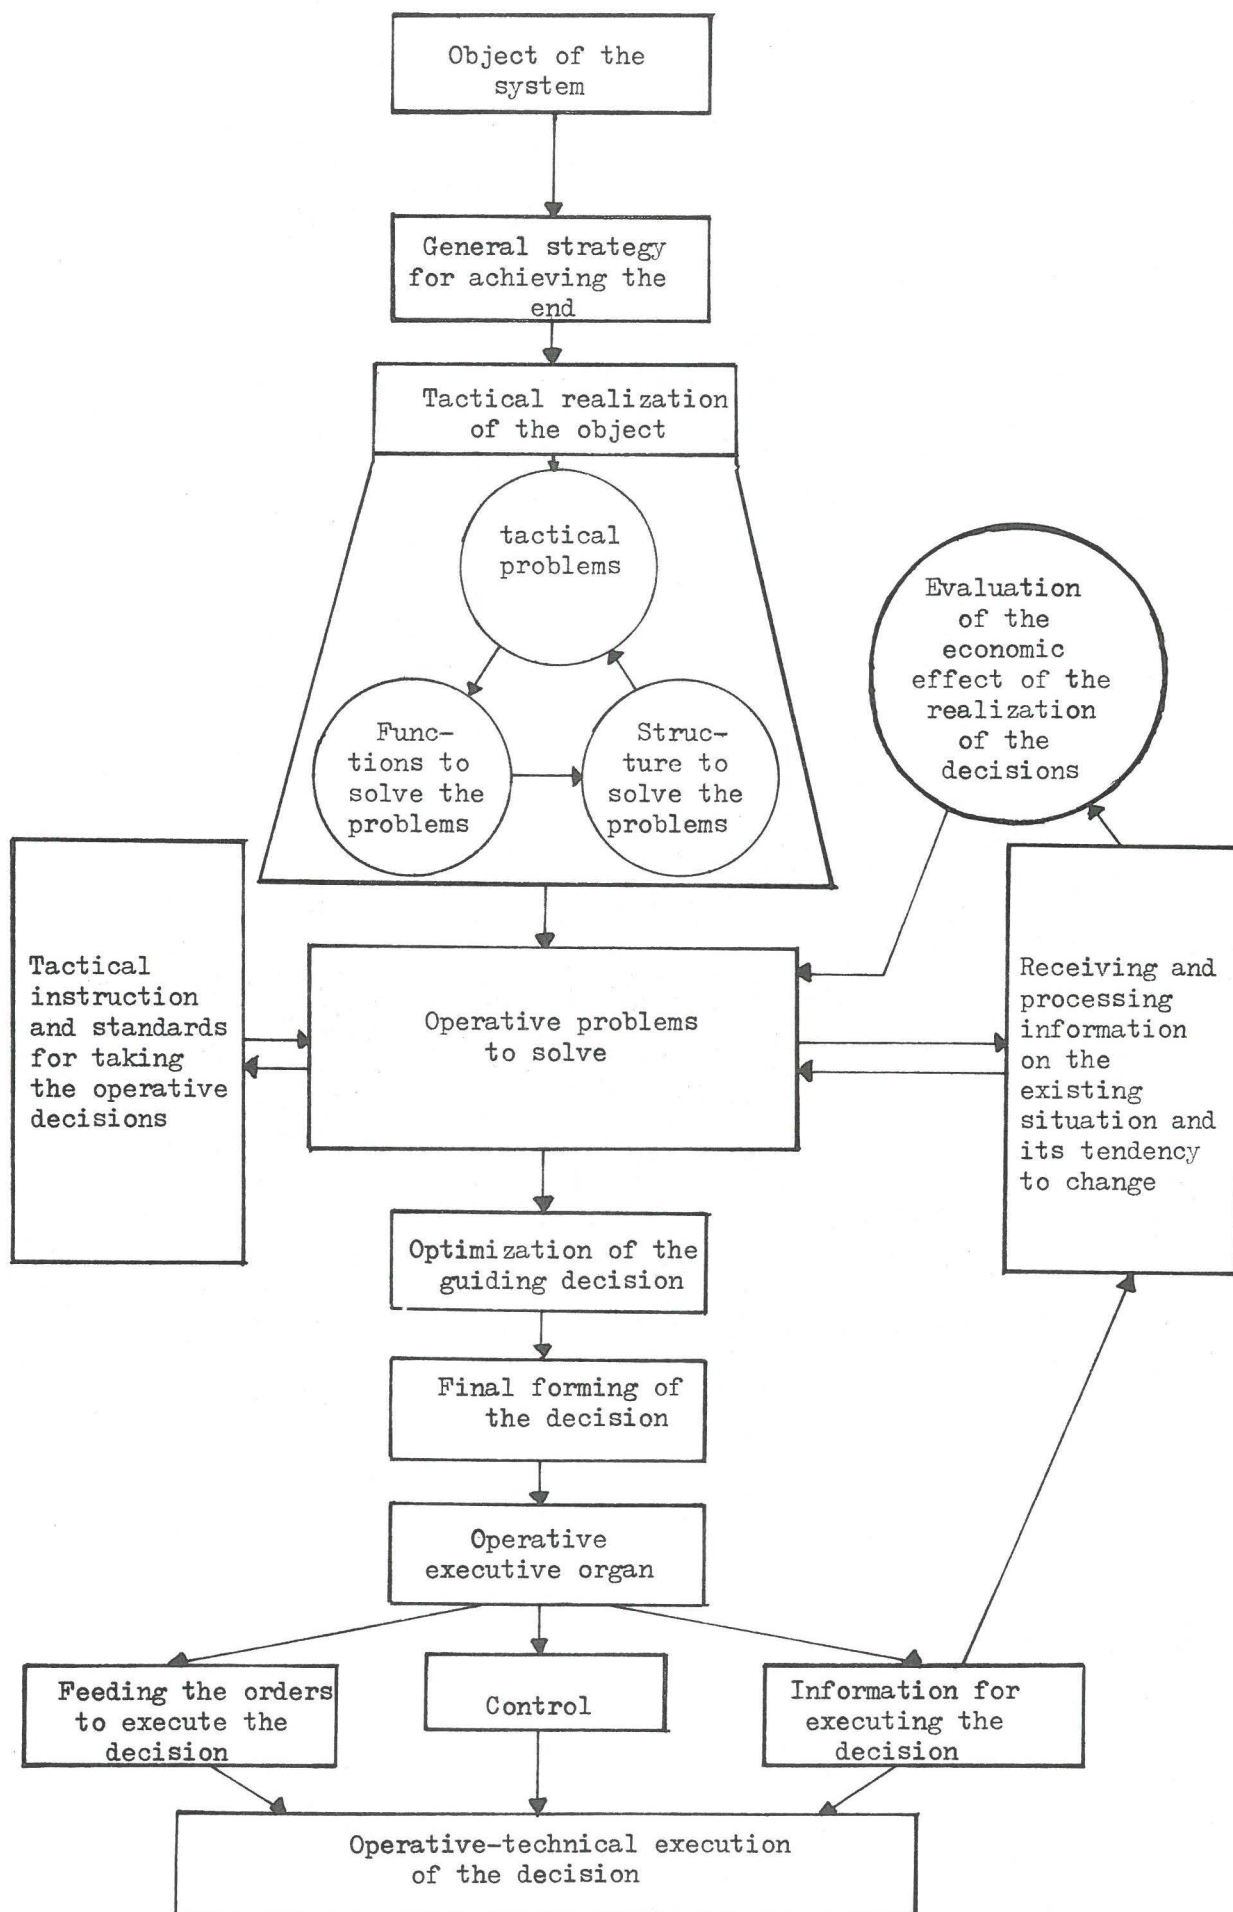 Object of the
system
General strategy
for achieving the
end
Tactical realization
of the object
tactical
problems
Func-
tions to
solve the
problems
Struc-
ture to
solve the
problems
Evaluation
of the
economic
effect of the
realization
of the
decisions
Tactical
instruction
and standards
for taking
the operative
decisions
Operative problems
to solve
Receiving and
processing
information
on the
existing
situation and
its tendency
to change
Optimization of the
guiding decision
Final forming of
the decision
Operative
executive organ
Feeding the orders
to execute the
decision
Control
Information for
executing the
decision
Operative-technical execution
of the decision